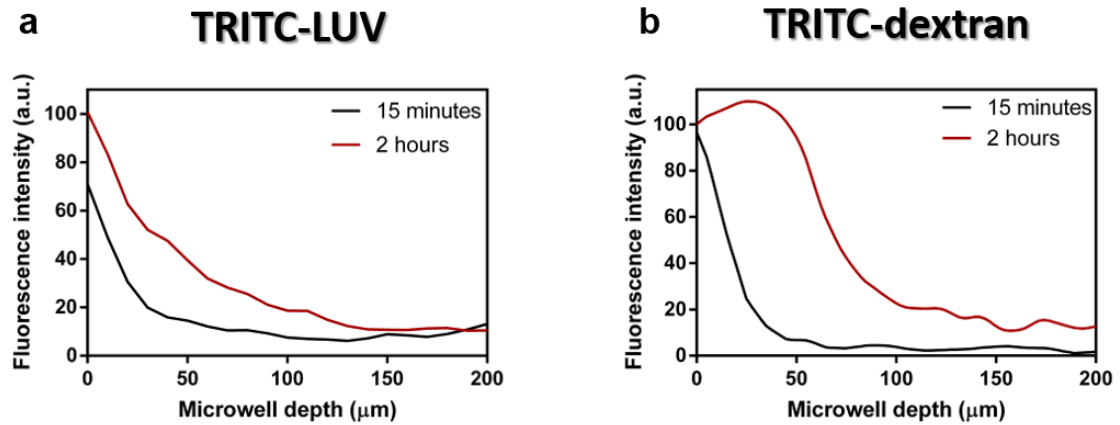 a
TRITC-LUV
Fluorescence intensity (a.u.)
100
80
60
40
20
0
15 minutes
2 hours
0 50 100 150 200
Microwell depth (μm)
b
TRITC-dextran
Fluorescence intensity (a.u.)
100
80
60
40
20
0
15 minutes
2 hours
0 50 100 150 200
Microwell depth (μm)